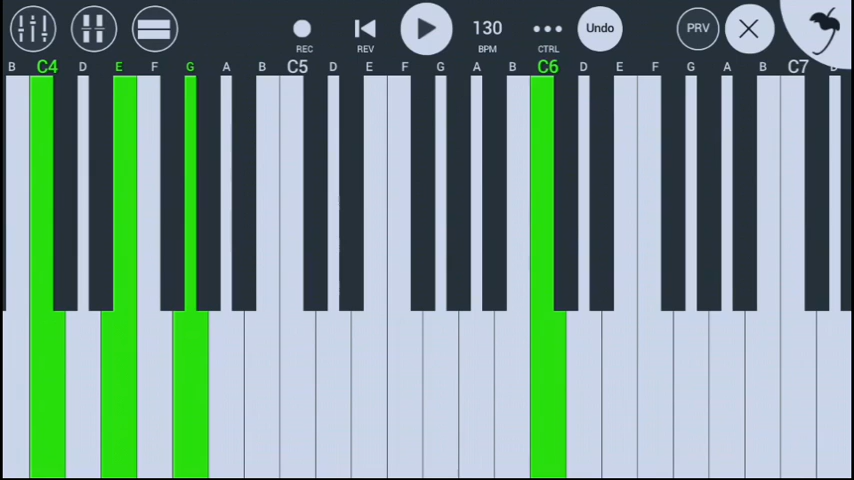 130 Undo PRV
REC REV BPM CTRL
B C4 D E F G A B C5 D E F G A B C6 D E F G A B C7